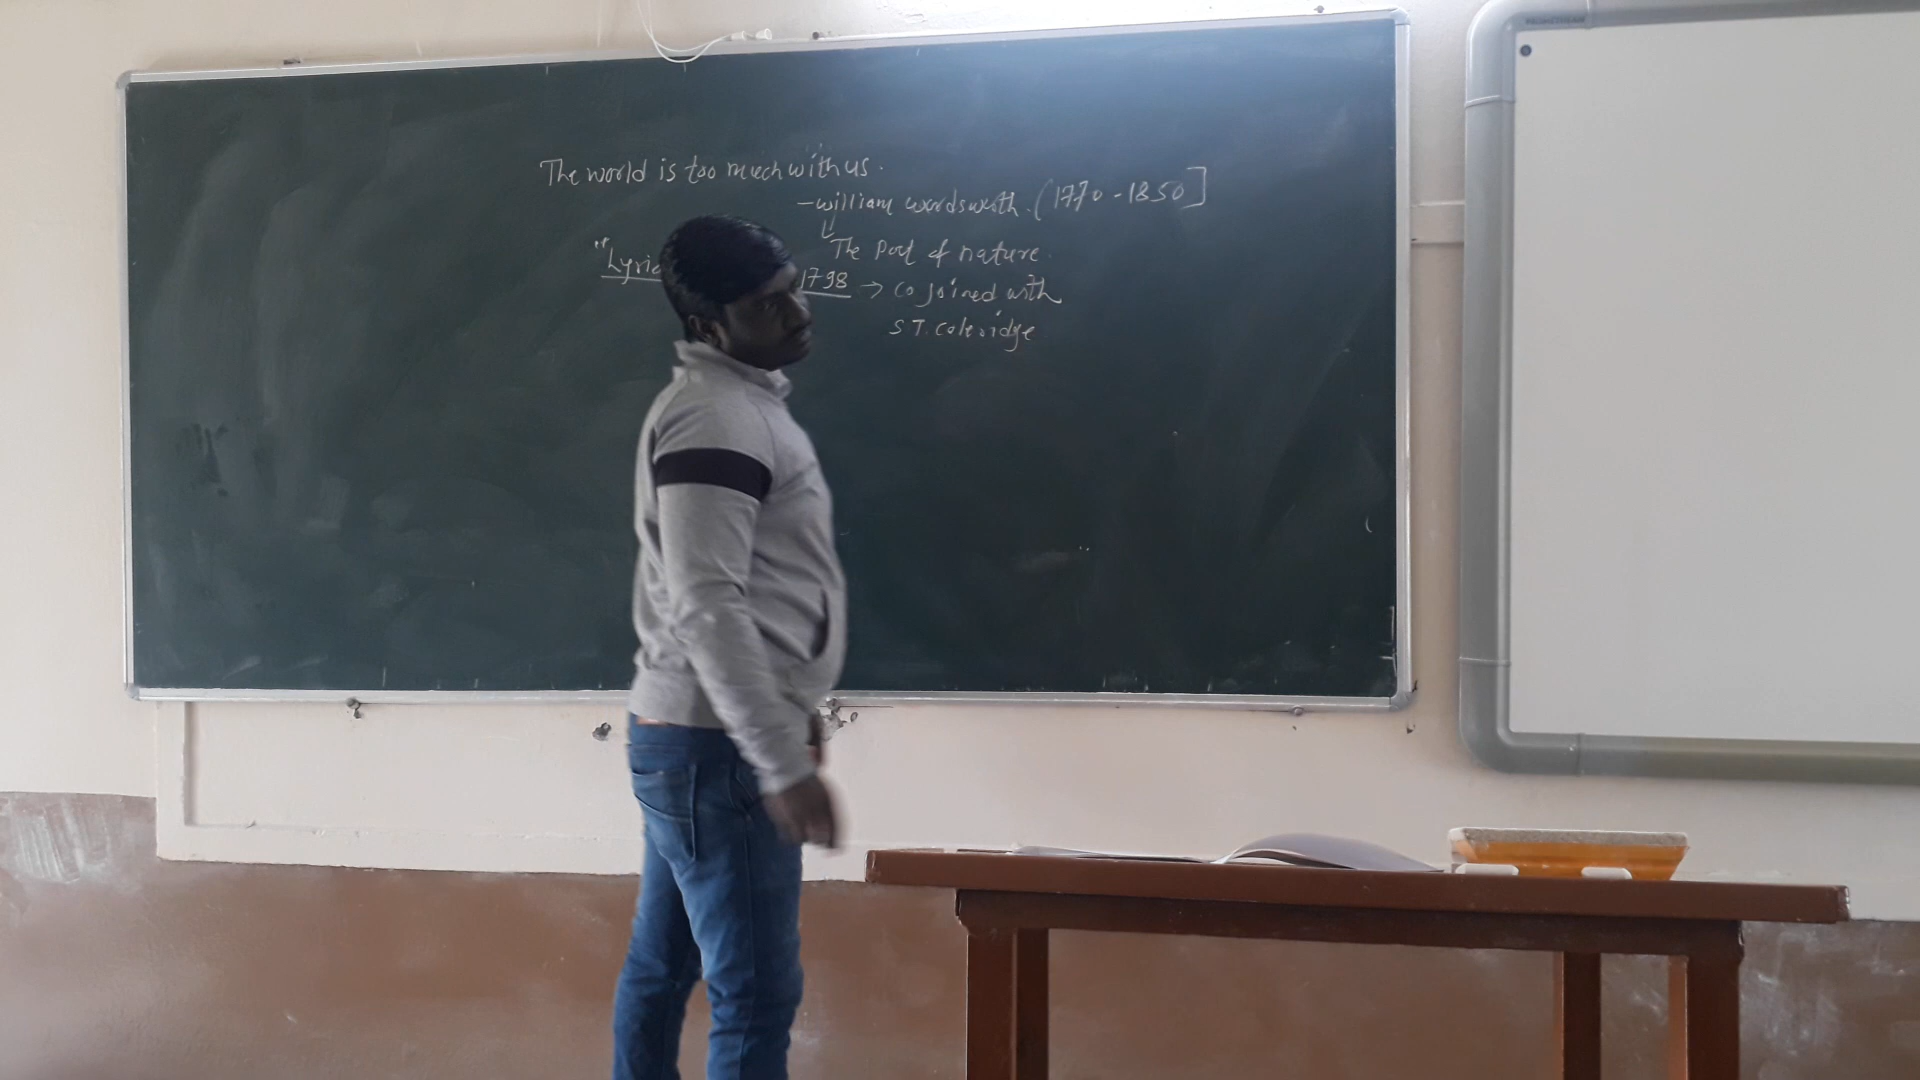 PROMETHEAN
The world is too much with us.
- william wordsworth. (1770 - 1850]
The Poet of nature.
"Lyric 1798 → co joined with
S T. Coleridge